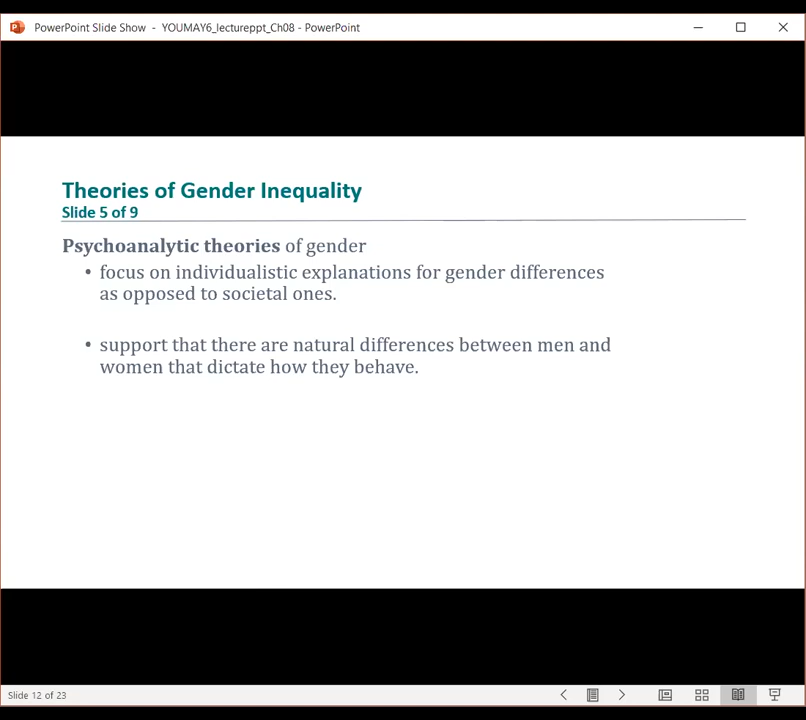 PowerPoint Slide Show - YOUMAY6_lectureppt_Ch08 - PowerPoint
Theories of Gender Inequality
Slide 5 of 9
Psychoanalytic theories of gender
• focus on individualistic explanations for gender differences
as opposed to societal ones.
• support that there are natural differences between men and
women that dictate how they behave.
Slide 12 of 23